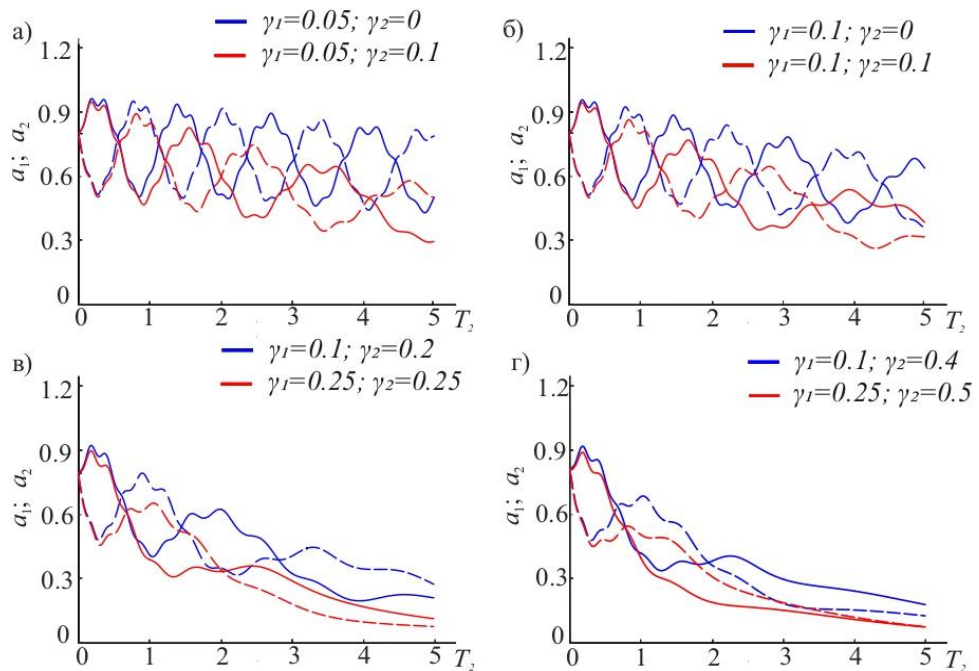 а)
γ₁=0.05; γ₂=0
γ₁=0.05; γ₂=0.1
1.2
0.9
0.6
0.3
0
a₁; a₂
0 1 2 3 4 5 T₂
б)
γ₁=0.1; γ₂=0
γ₁=0.1; γ₂=0.1
1.2
0.9
0.6
0.3
0
a₁; a₂
0 1 2 3 4 5 T₂
в)
γ₁=0.1; γ₂=0.2
γ₁=0.25; γ₂=0.25
1.2
0.9
0.6
0.3
0
a₁; a₂
0 1 2 3 4 5 T₂
г)
γ₁=0.1; γ₂=0.4
γ₁=0.25; γ₂=0.5
1.2
0.9
0.6
0.3
0
a₁; a₂
0 1 2 3 4 5 T₂